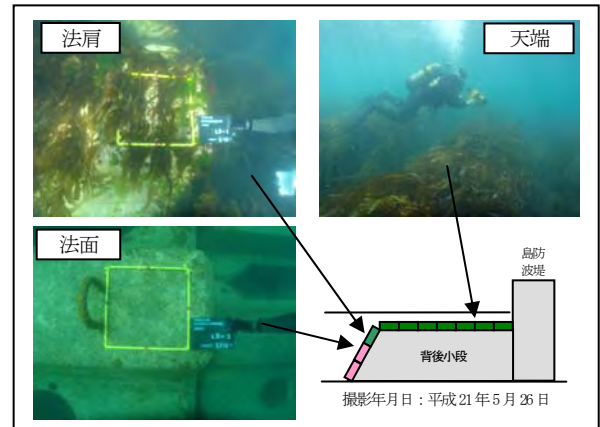 法肩
天端
法面
島防
波堤
背後小段
撮影年月日：平成21年5月26日